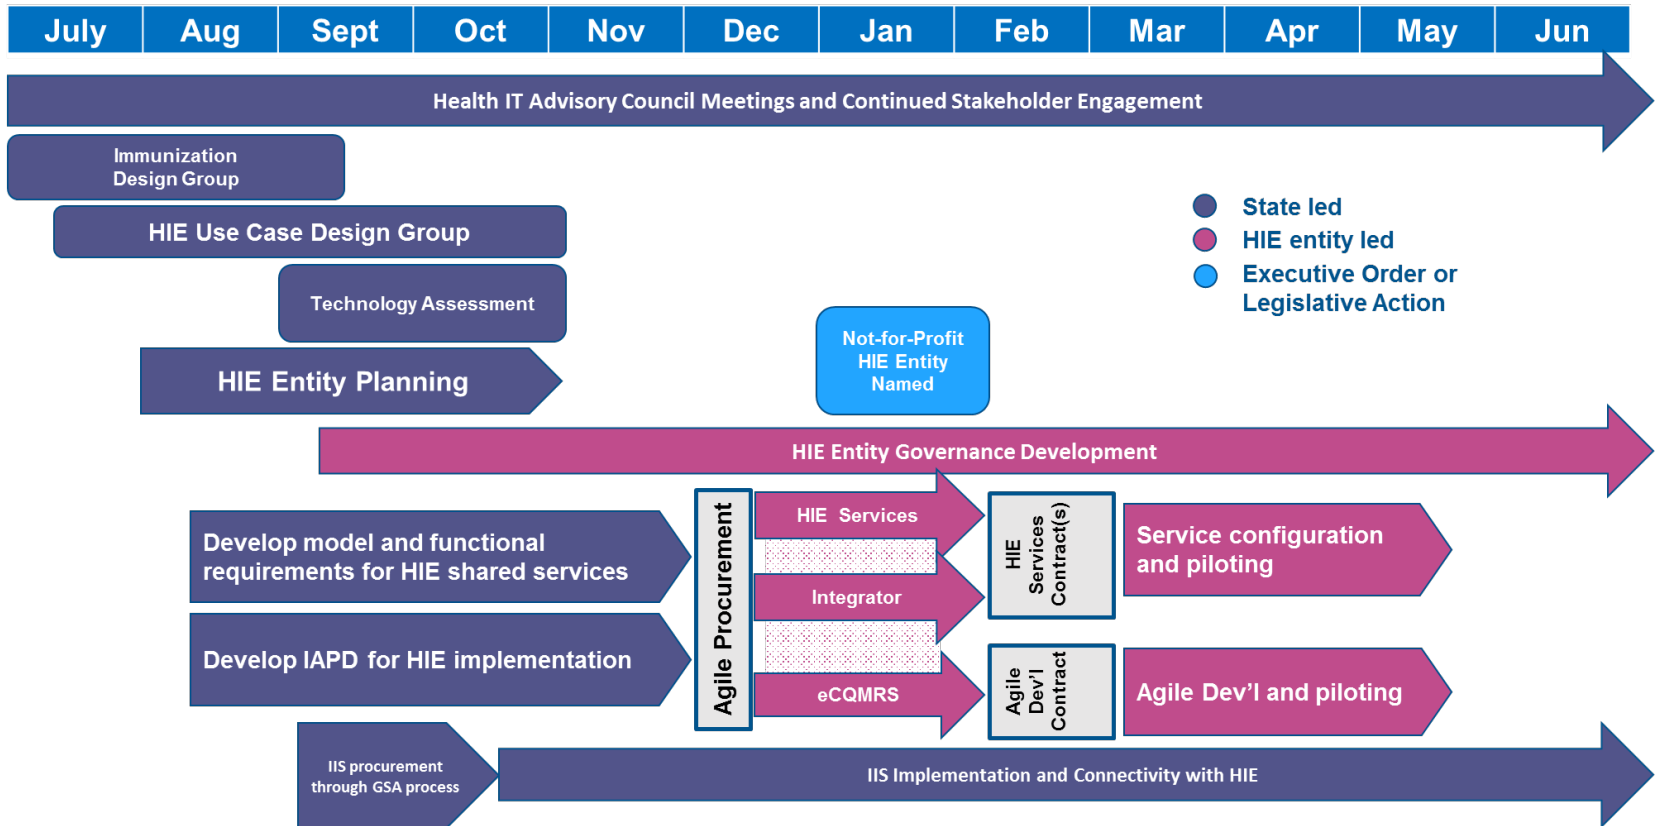 July Aug Sept Oct Nov Dec Jan Feb Mar Apr May Jun
Health IT Advisory Council Meetings and Continued Stakeholder Engagement
Immunization
Design Group
HIE Use Case Design Group
Technology Assessment
HIE Entity Planning
State led
HIE entity led
Executive Order or
Legislative Action
Not-for-Profit
HIE Entity
Named
HIE Entity Governance Development
Develop model and functional
requirements for HIE shared services
Develop IAPD for HIE implementation
Agile Procurement
HIE Services
Integrator
eCQMRS
HIE
Services
Contract(s)
Agile
Dev'l
Contract
Service configuration
and piloting
Agile Dev'l and piloting
IIS procurement
through GSA process
IIS Implementation and Connectivity with HIE